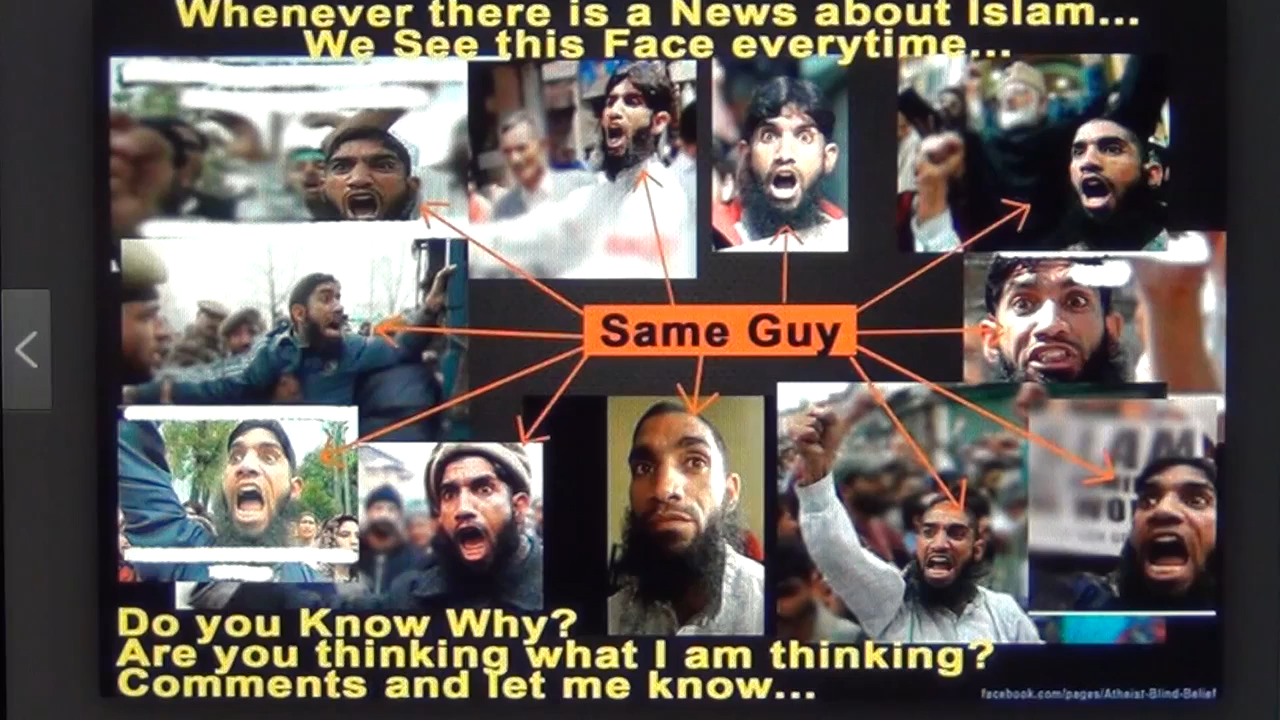 Whenever there is a News about Islam...
We See this Face everytime...
Same Guy
Do you Know Why?
Are you thinking what I am thinking?
Comments and let me know...
facebook.com/pages/Atheist-Blind-Belief